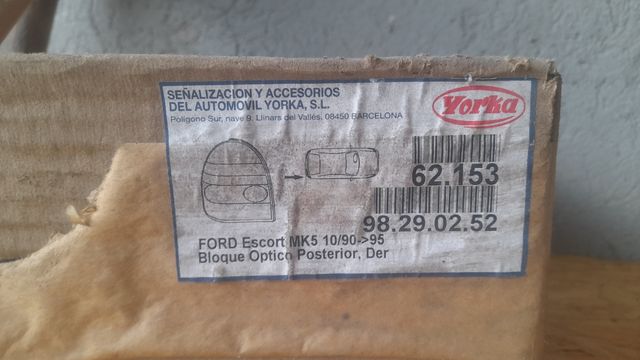 SEÑALIZACION Y ACCESORIOS
DEL AUTOMOVIL YORKA, S.L.
Polígono Sur, nave 9, Llinars del Vallés, 08450 BARCELONA
Yorka
62.153
98.29.02.52
FORD Escort MK5 10/90->95
Bloque Optico Posterior, Der